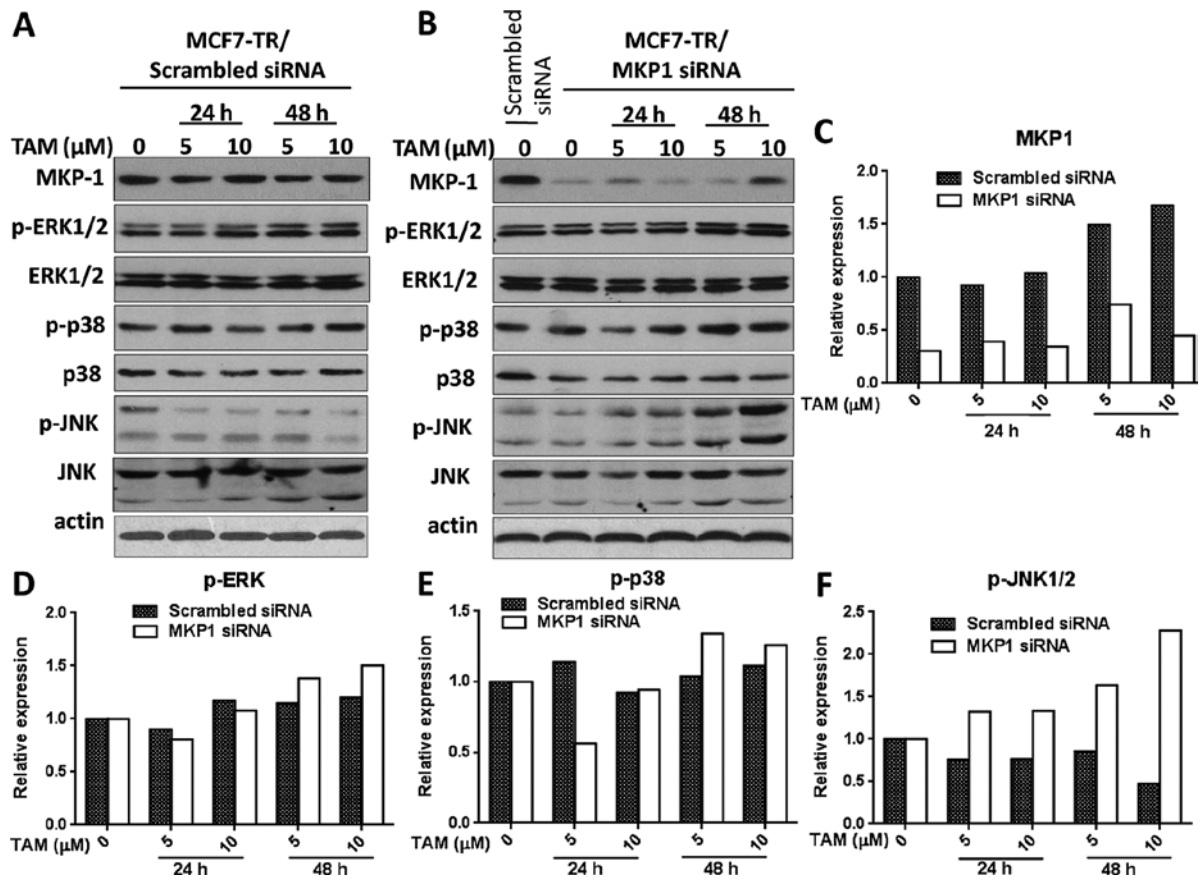 A
MCF7-TR/
Scrambled siRNA
24 h 48 h
TAM (µM) 0 5 10 5 10
MKP-1
p-ERK1/2
ERK1/2
p-p38
p38
p-JNK
JNK
actin
B
Scrambled
siRNA
MCF7-TR/
MKP1 siRNA
24 h 48 h
TAM (µM) 0 0 5 10 5 10
MKP-1
p-ERK1/2
ERK1/2
p-p38
p38
p-JNK
JNK
actin
C
MKP1
Scrambled siRNA
MKP1 siRNA
Relative expression
2.0
1.5
1.0
0.5
0.0
TAM (µM) 0 5 10 5 10
24 h 48 h
D
p-ERK
Scrambled siRNA
MKP1 siRNA
Relative expression
2.0
1.5
1.0
0.5
0.0
TAM (µM) 0 5 10 5 10
24 h 48 h
E
p-p38
Scrambled siRNA
MKP1 siRNA
Relative expression
1.5
1.0
0.5
0.0
TAM (µM) 0 5 10 5 10
24 h 48 h
F
p-JNK1/2
Scrambled siRNA
MKP1 siRNA
Relative expression
2.5
2.0
1.5
1.0
0.5
0.0
TAM (µM) 0 5 10 5 10
24 h 48 h